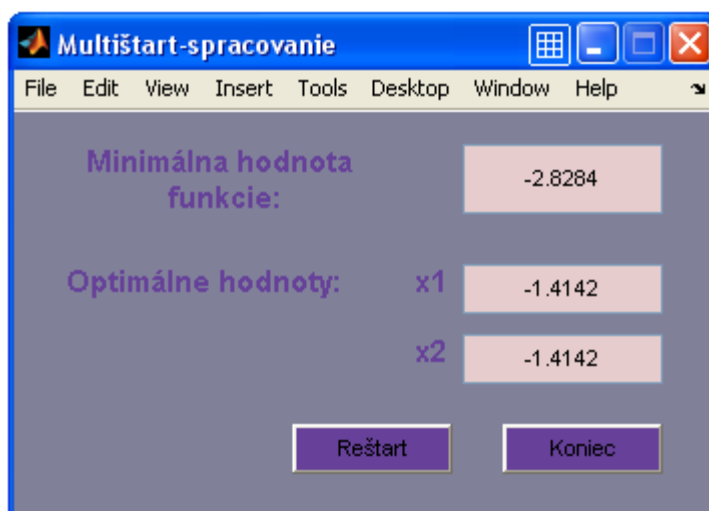 Multištart-spracovanie
File Edit View Insert Tools Desktop Window Help
Minimálna hodnota
funkcie:
-2.8284
Optimálne hodnoty: x1 -1.4142
x2 -1.4142
Reštart Koniec